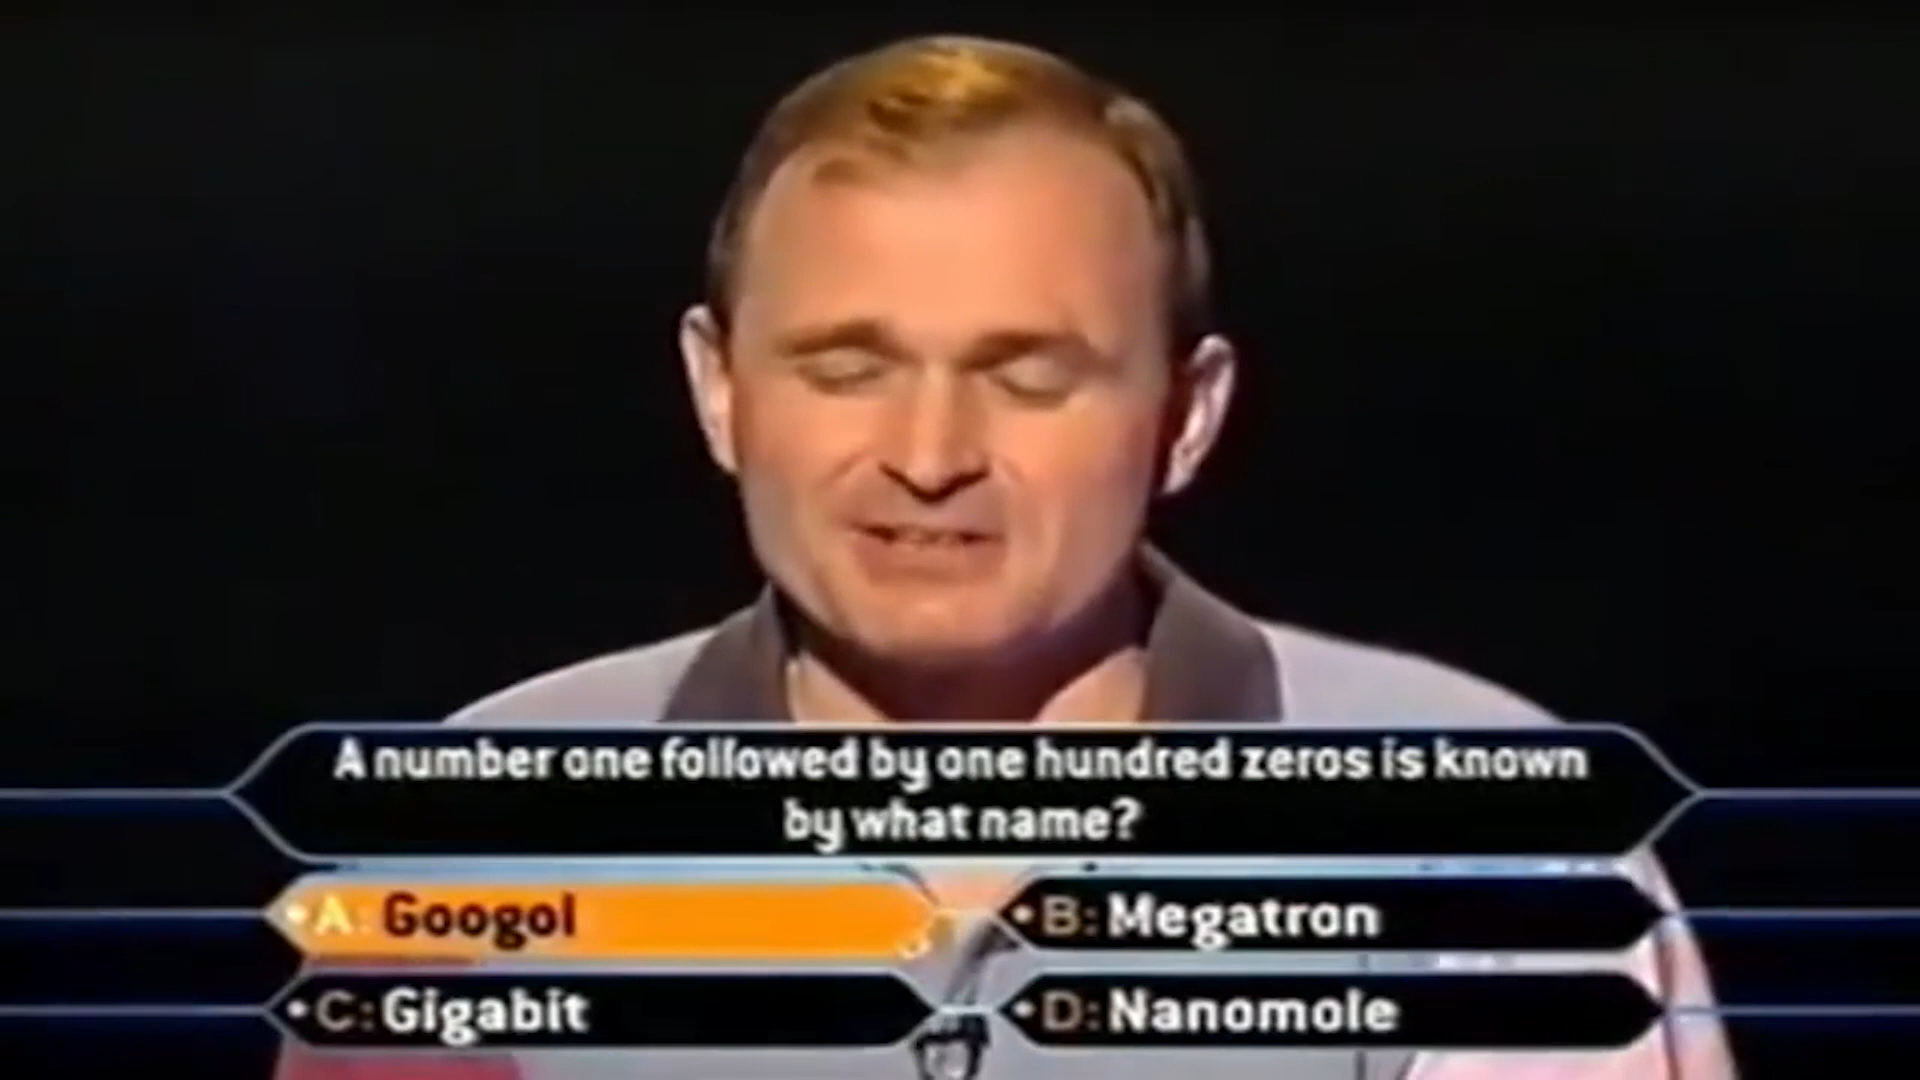 A number one followed by one hundred zeros is known
by what name?
A: Googol
B: Megatron
C: Gigabit
D: Nanomole